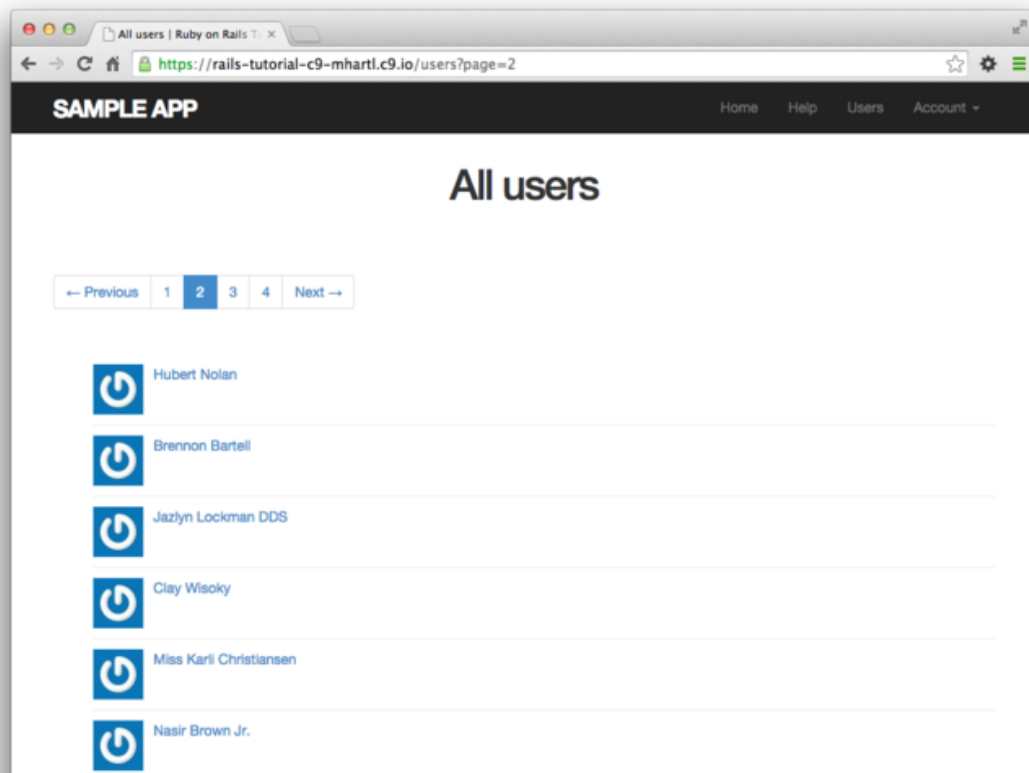 All users | Ruby on Rails T
https://rails-tutorial-c9-mhartl.c9.io/users?page=2
SAMPLE APP Home Help Users Account
All users
← Previous 1 2 3 4 Next →
Hubert Nolan
Brennon Bartell
Jazlyn Lockman DDS
Clay Wisoky
Miss Karli Christiansen
Nasir Brown Jr.